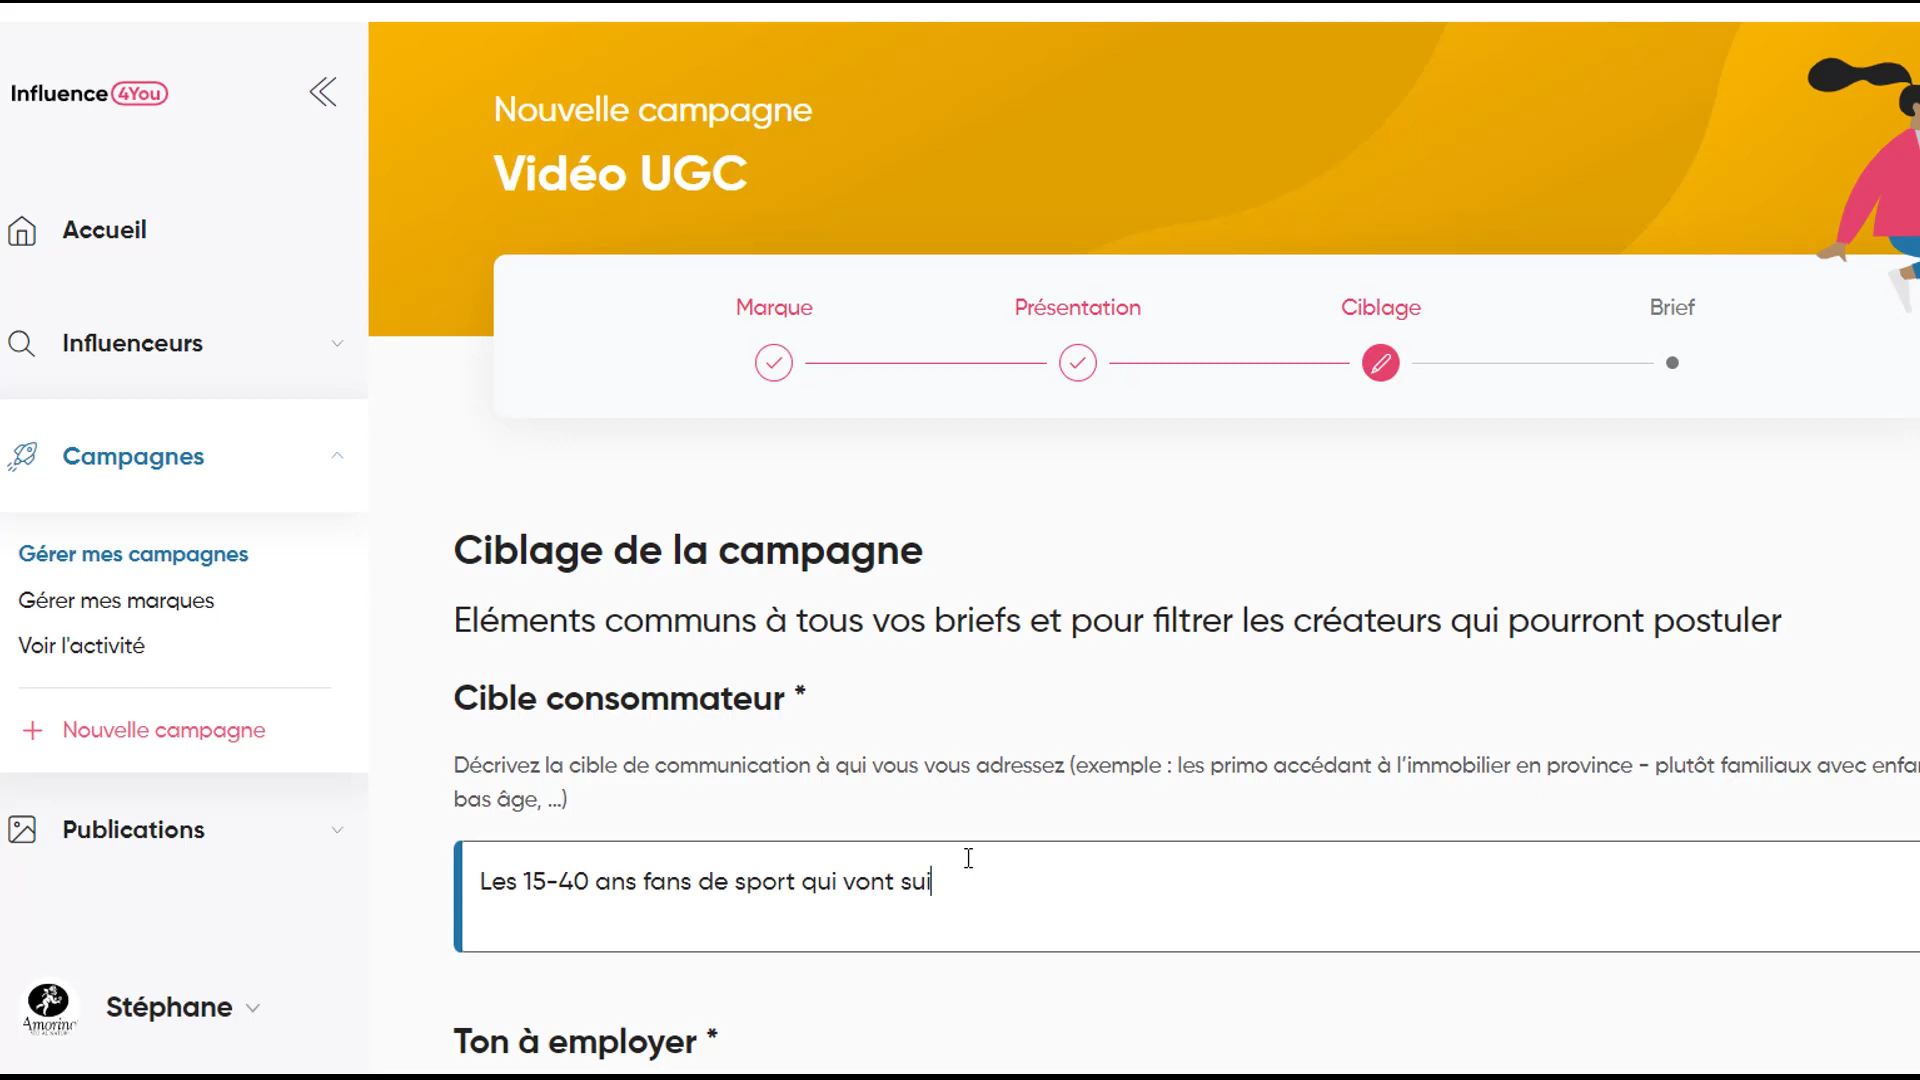 Influence 4You
Accueil
Influenceurs
Campagnes
Gérer mes campagnes
Gérer mes marques
Voir l'activité
Nouvelle campagne
Publications
Amorino
Stéphane
Nouvelle campagne
Vidéo UGC
Marque
Présentation
Ciblage
Brief
Ciblage de la campagne
Eléments communs à tous vos briefs et pour filtrer les créateurs qui pourront postuler
Cible consommateur *
Décrivez la cible de communication à qui vous vous adressez (exemple : les primo accédant à l’immobilier en province - plutôt familiaux avec
bas âge, ...)
Les 15-40 ans fans de sport qui vont sui
Ton à employer *